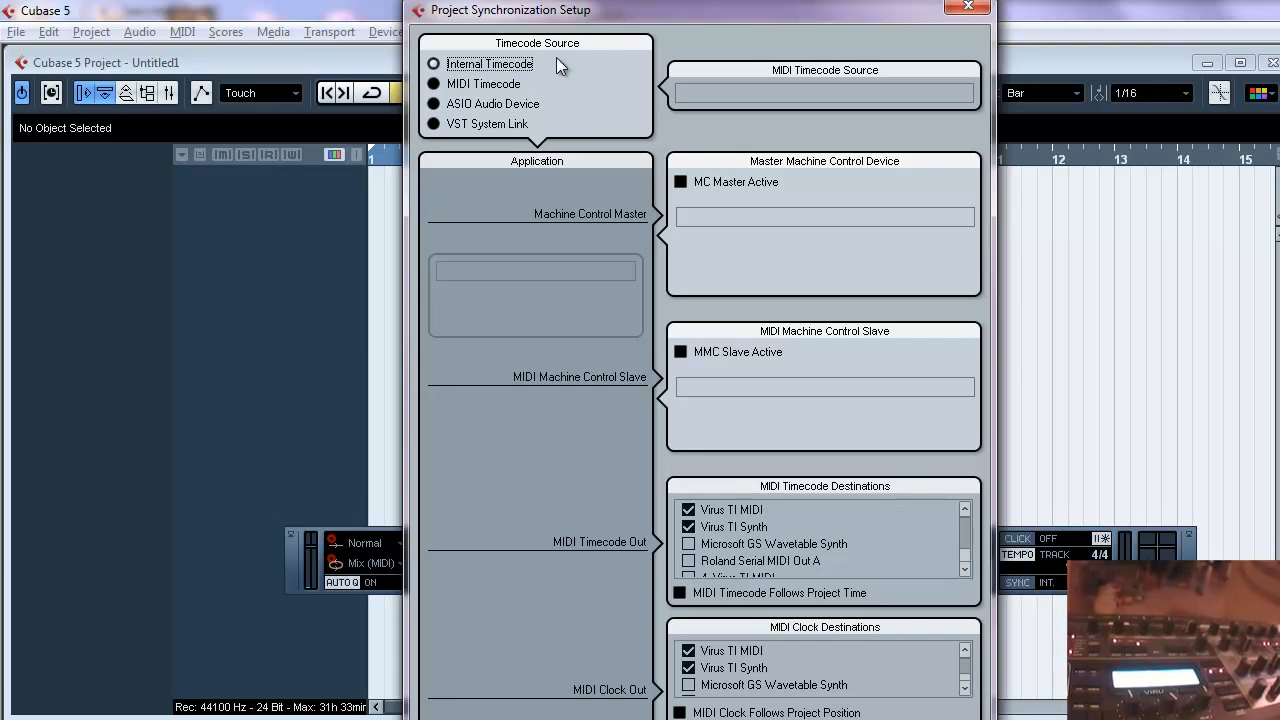 Cubase 5
Project Synchronization Setup
File Edit Project Audio MIDI Scores Media Transport
Cubase 5 Project - Untitled1
Touch
Bar
1/16
No Object Selected
1
12
13
14
15
Timecode Source
Internal Timecode
MIDI Timecode
ASIO Audio Device
VST System Link
MIDI Timecode Source
Application
Machine Control Master
Master Machine Control Device
MC Master Active
MIDI Machine Control Slave
MIDI Machine Control Slave
MMC Slave Active
MIDI Timecode Out
MIDI Timecode Destinations
Virus TI MIDI
Virus TI Synth
Microsoft GS Wavetable Synth
Roland Serial MIDI Out A
MIDI Timecode Follows Project Time
MIDI Clock Out
MIDI Clock Destinations
Virus TI MIDI
Virus TI Synth
Microsoft GS Wavetable Synth
MIDI Clock Follows Project Position
Normal
Mix (MIDI)
AUTO Q ON
CLICK OFF
TEMPO TRACK 4/4
SYNC INT.
Rec: 44100 Hz - 24 Bit - Max: 31h 33min